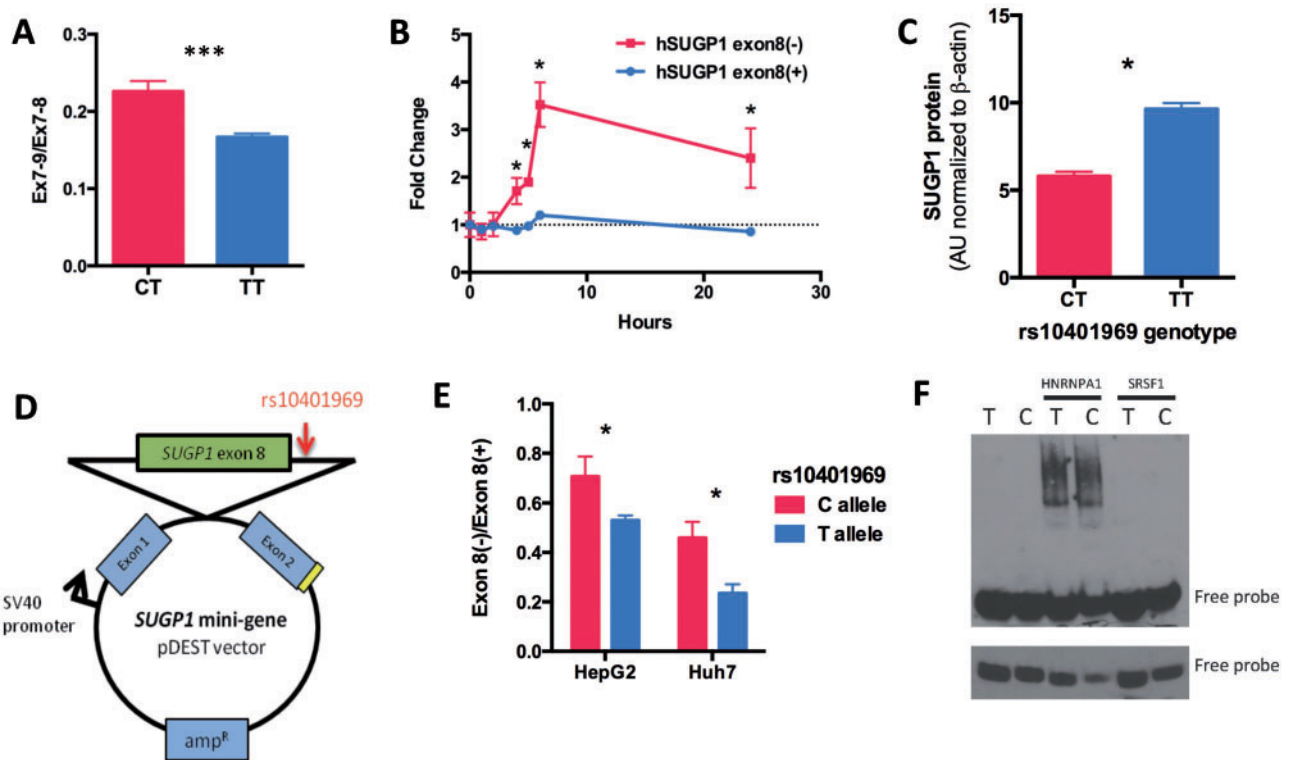 A
***
Ex7-9/Ex7-8
0.3
0.2
0.1
0.0
CT
TT
B
hSUGP1 exon8(-)
hSUGP1 exon8(+)
Fold Change
5
4
3
2
1
0
*
*
*
*
0
10
20
30
Hours
C
SUGP1 protein
(AU normalized to β-actin)
15
10
5
0
*
CT
TT
rs10401969 genotype
D
rs10401969
SUGP1 exon 8
Exon 1
Exon 2
SV40
promoter
SUGP1 mini-gene
pDEST vector
ampR
E
Exon 8(-)/Exon 8(+)
1.0
0.8
0.6
0.4
0.2
0.0
*
*
HepG2
Huh7
rs10401969
C allele
T allele
F
HNRNPA1
SRSF1
T C T C T C
Free probe
Free probe